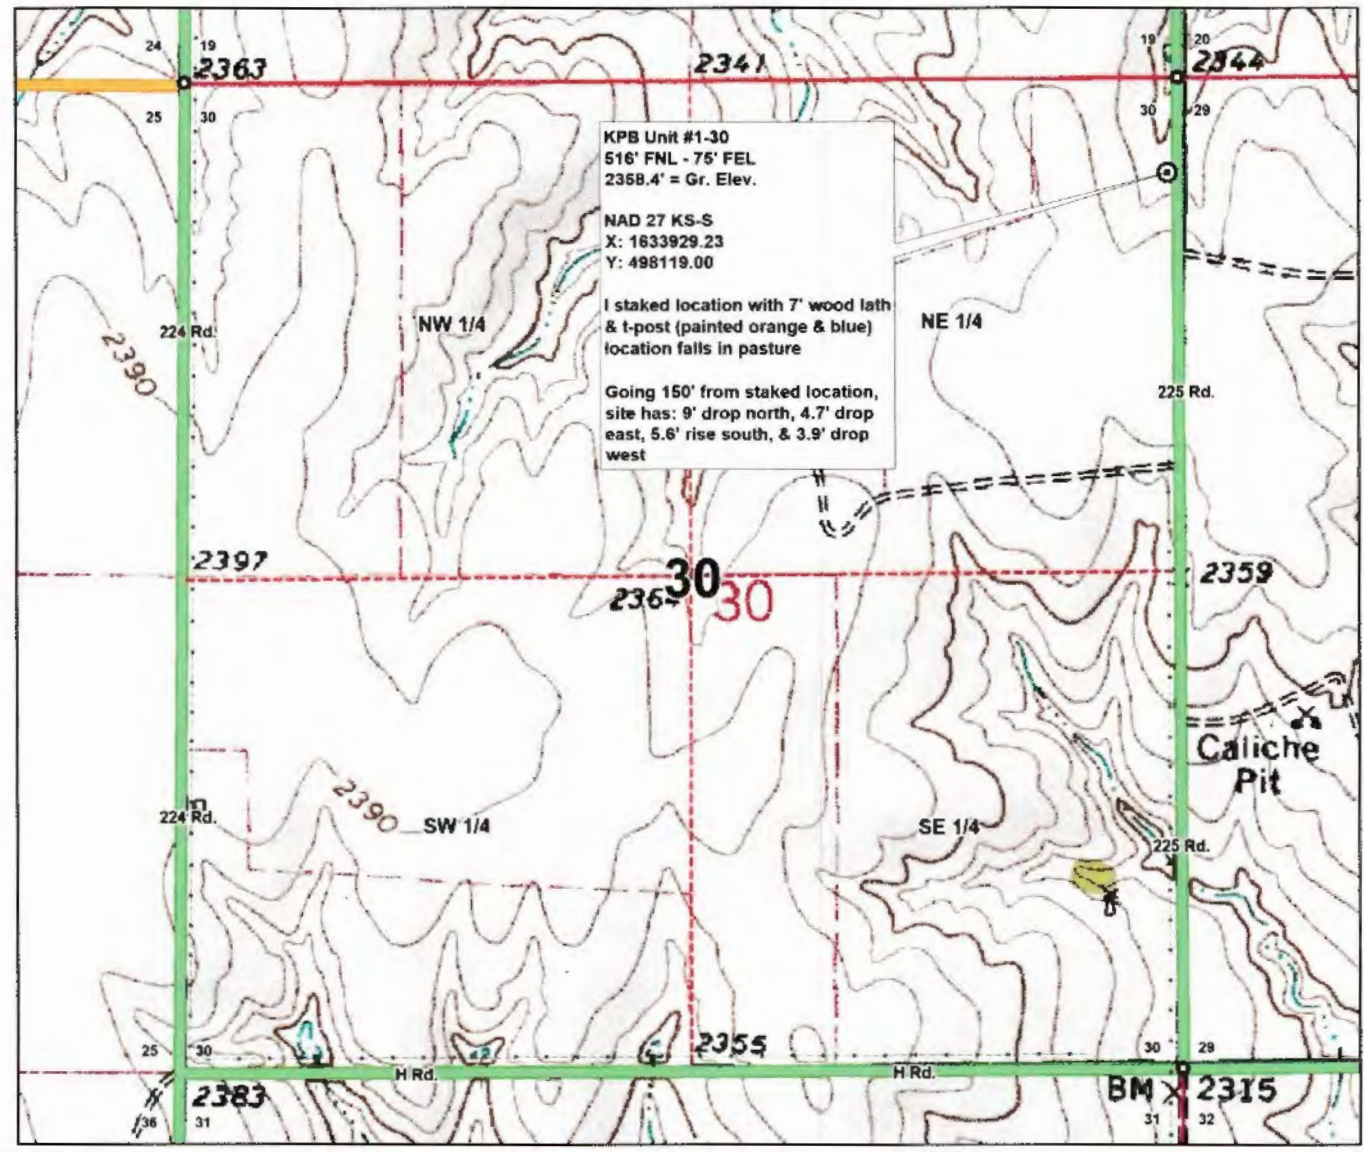 24 19
2363
2341
19 20
2344
25 30
30 29
KPB Unit #1-30
516' FNL - 75' FEL
2358.4' = Gr. Elev.
NAD 27 KS-S
X: 1633929.23
Y: 498119.00
I staked location with 7' wood lath
& t-post (painted orange & blue)
location falls in pasture
Going 150' from staked location,
site has: 9' drop north, 4.7' drop
east, 5.6' rise south, & 3.9' drop
west
224 Rd.
NW 1/4
NE 1/4
2390
225 Rd.
2397
30
2364
30
2359
Caliche
Pit
2390
224 Rd.
SW 1/4
SE 1/4
225 Rd.
25 30
2355
30 29
H Rd.
H Rd.
2383
BM
2315
36 31
31 32